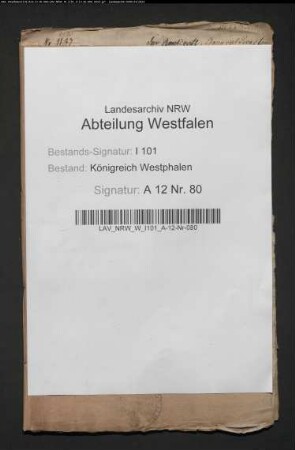 Landesarchiv NRW
Abteilung Westfalen
Bestands-Signatur: I 101
Bestand: Königreich Westphalen
Signatur: A 12 Nr. 80
LAV_NRW_W_I101_A-12-Nr-080